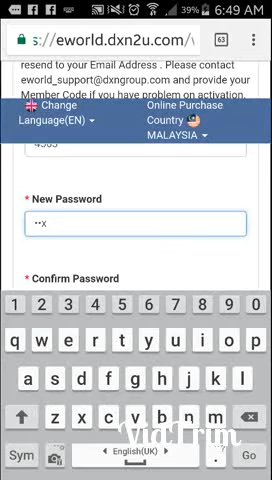 39% 6:49 AM
s://eworld.dxn2u.com/ 63
resend to your Email Address . Please contact
eworld_support@dxngroup.com and provide your
Member Code if you have problem on activation.
Change
Language(EN)
Online Purchase
Country
MALAYSIA
* New Password
••x
* Confirm Password
1 2 3 4 5 6 7 8 9 0
q w e r t y u i o p
a s d f g h j k l
z x c v b n m
Sym English(UK) . Go
VidTrim